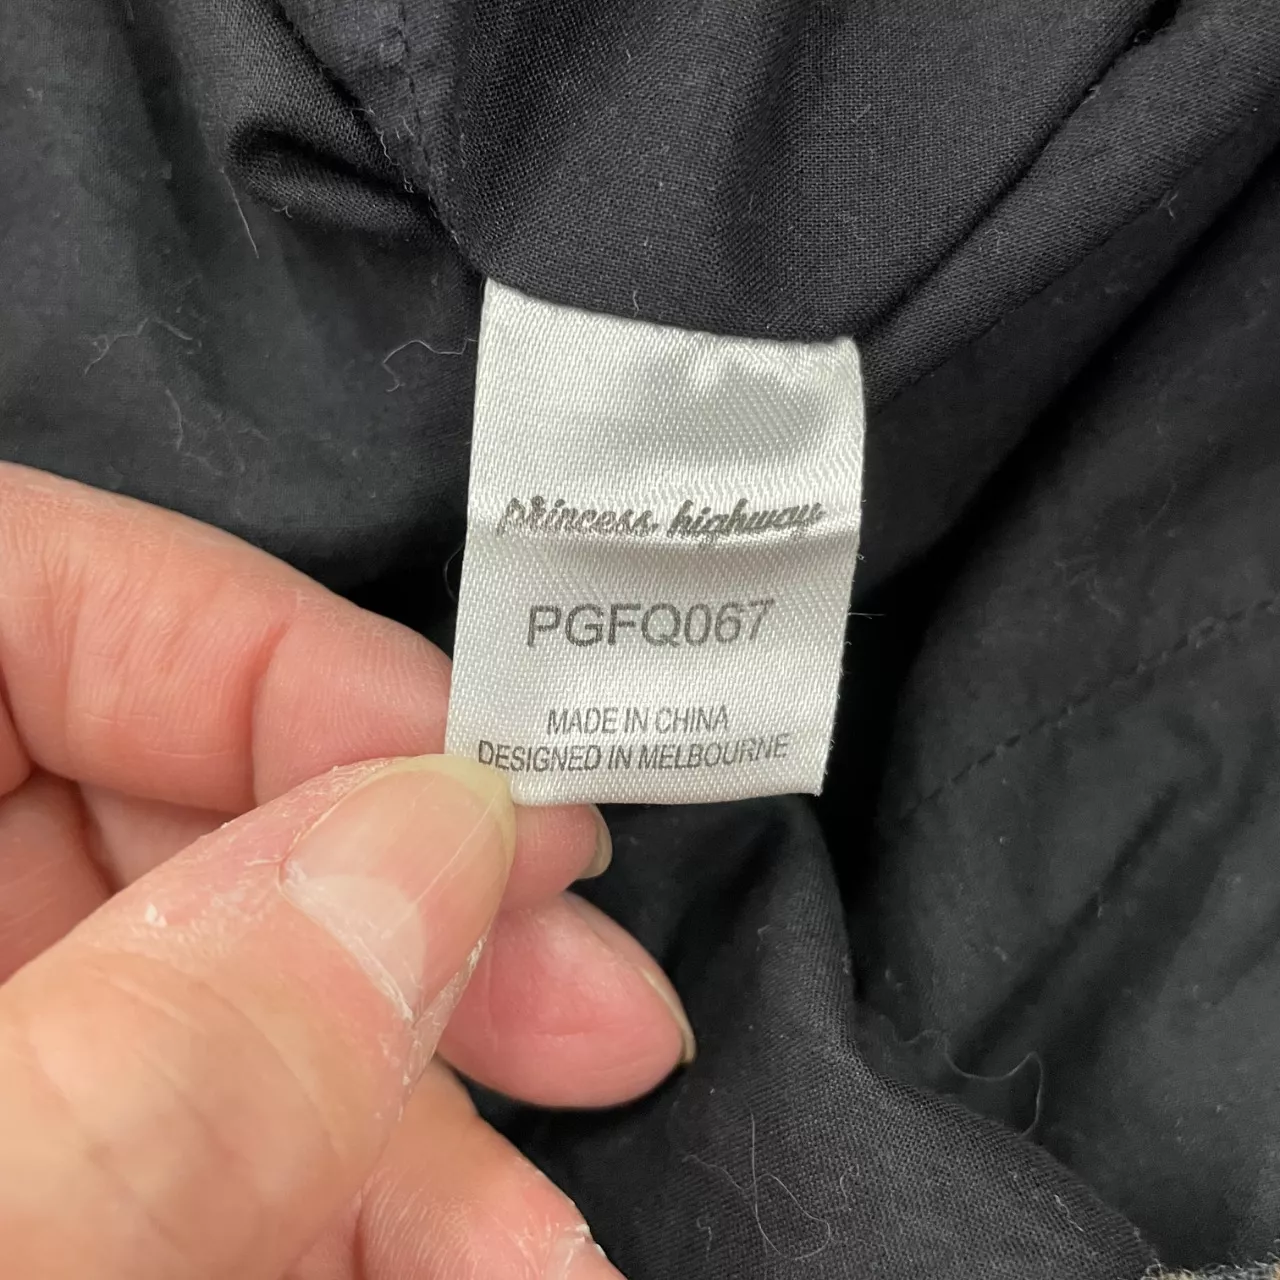 princess highway
PGFQ067
MADE IN CHINA
DESIGNED IN MELBOURNE